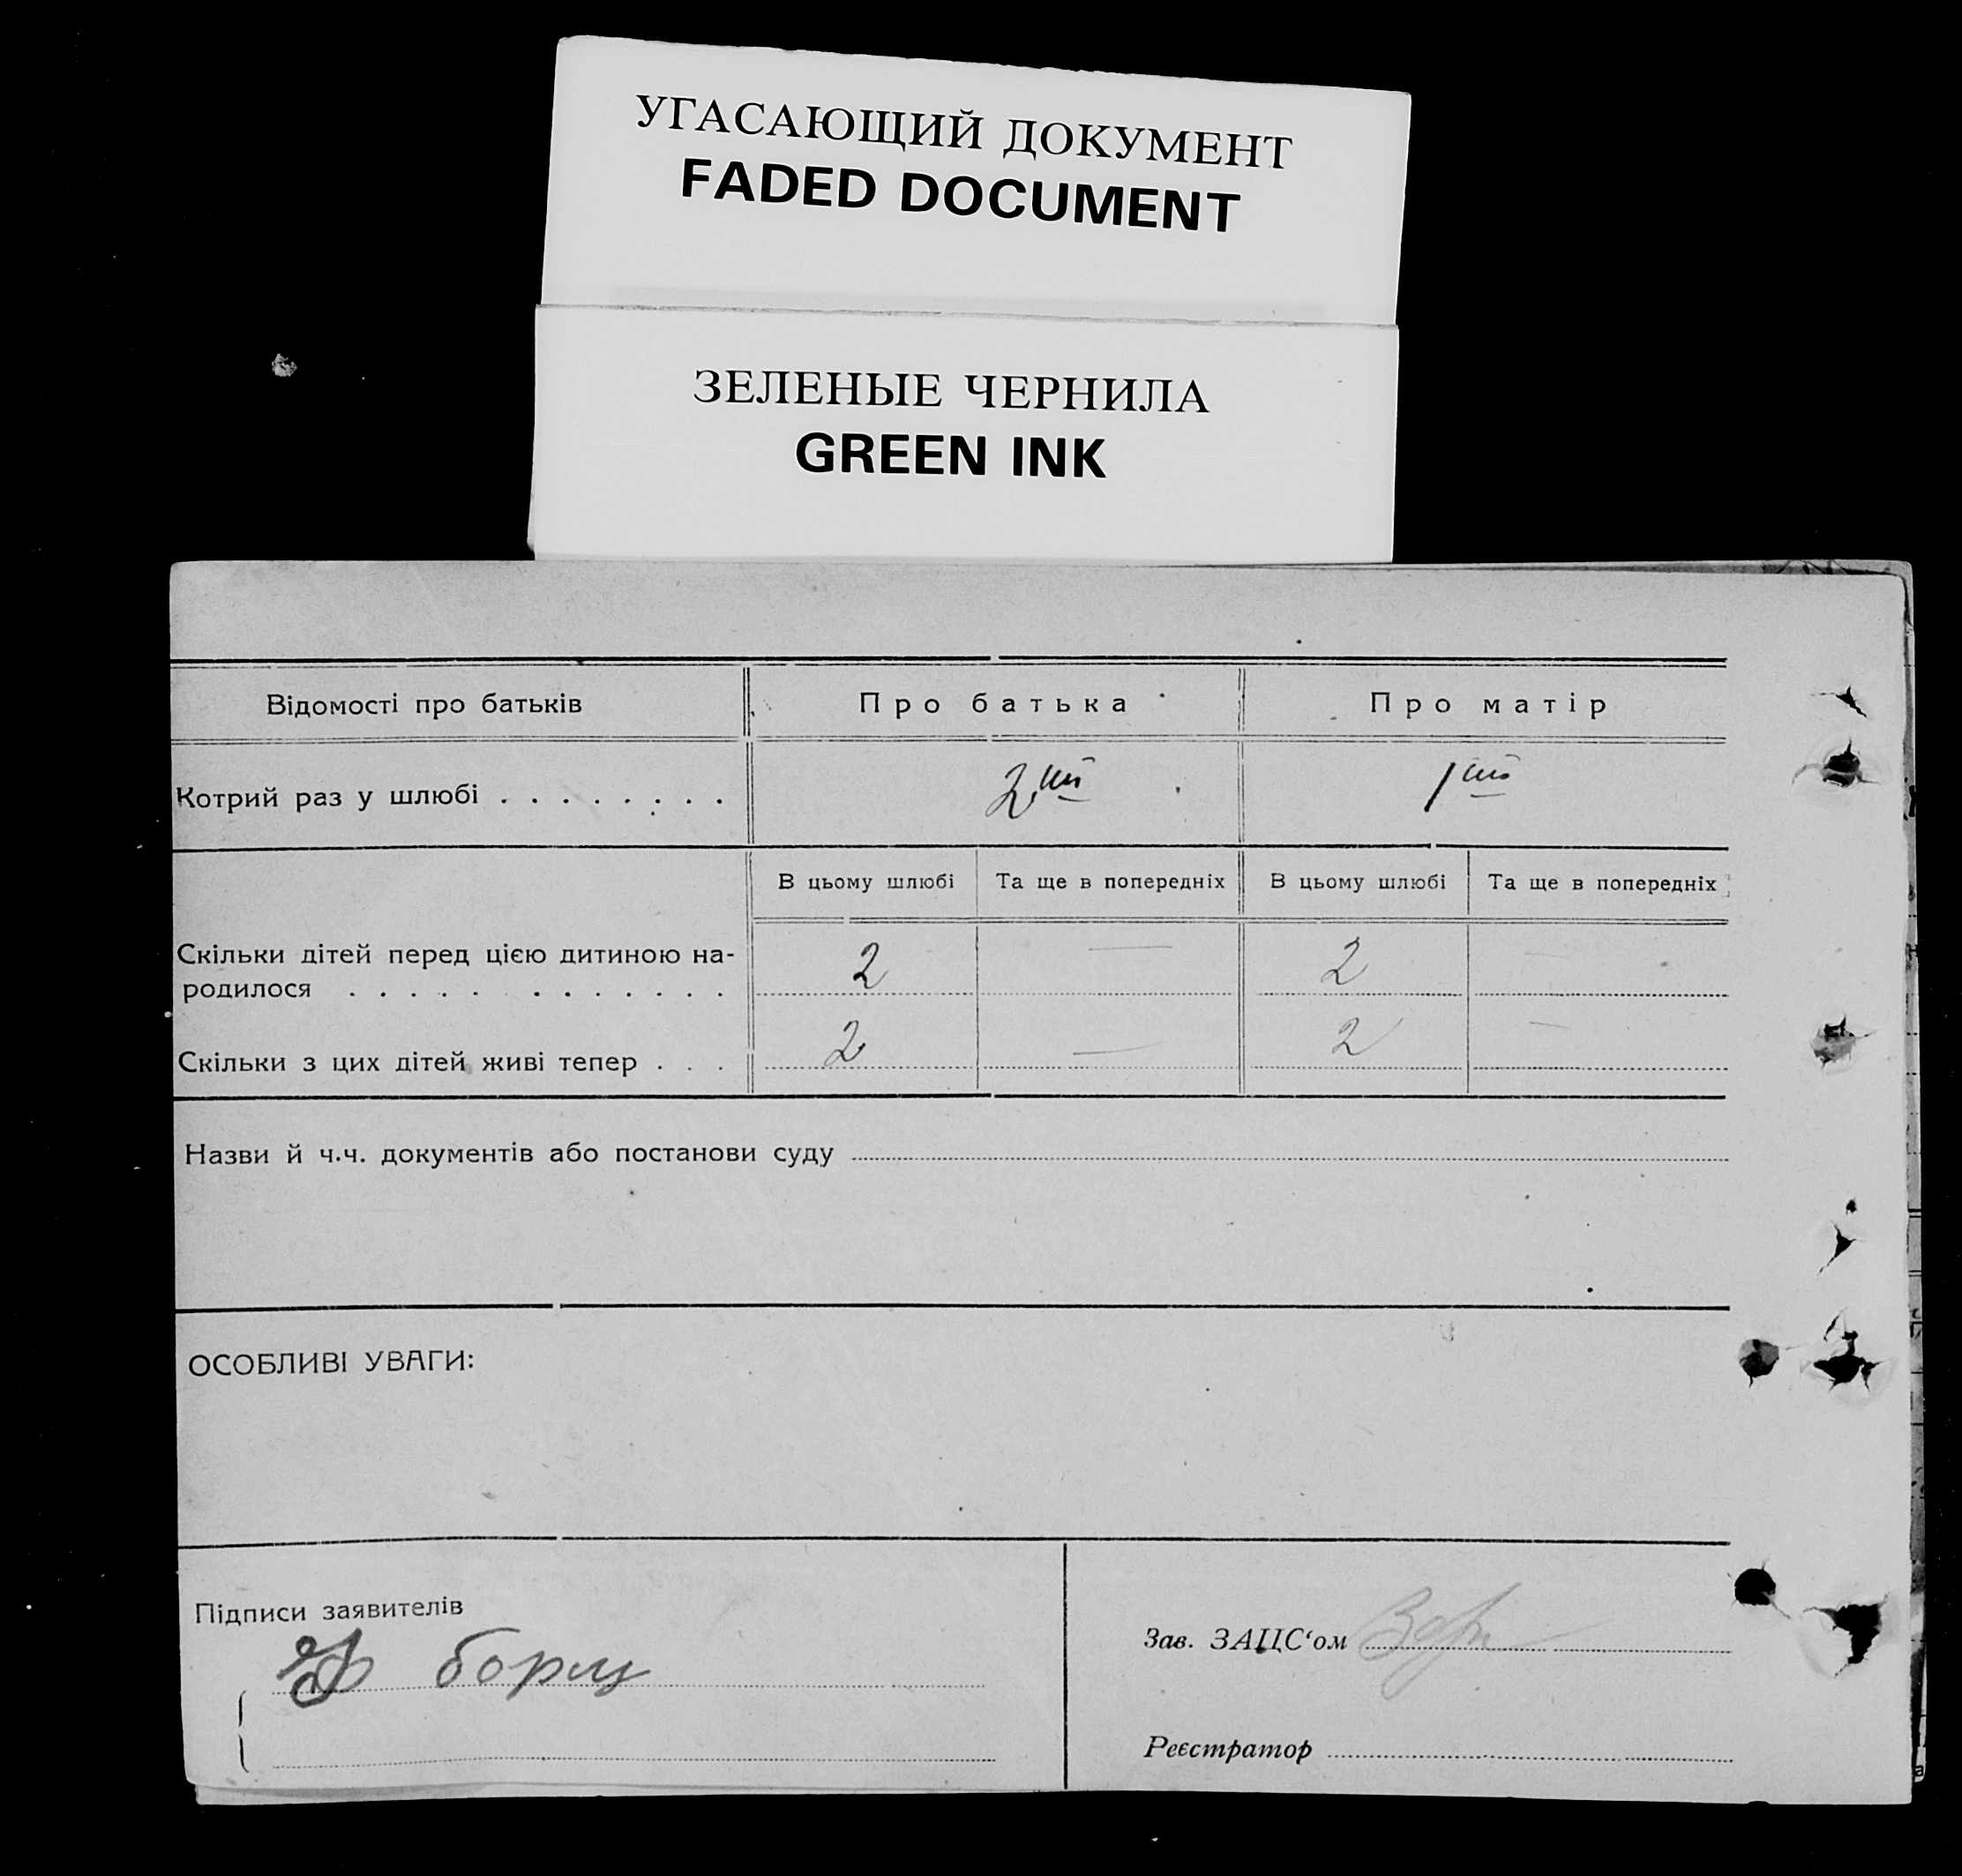 УГАСАЮЩИЙ ДОКУМЕНТ
FADED DOCUMENT
ЗЕЛЕНЫЕ ЧЕРНИЛА
GREEN INK
Відомості про батьків Про батька Про матір
Котрий раз у шлюбі . . . . . . . . 2ий 1ий
В цьому шлюбі Та ще в попередніх В цьому шлюбі Та ще в попередніх
Скільки дітей перед цією дитиною на-
родилося . . . . . . . . . . . . 2 — 2 —
Скільки з цих дітей живі тепер . . . 2 — 2 —
Назви й ч.ч. документів або постанови суду
ОСОБЛИВІ УВАГИ:
Підписи заявителів
Зав. ЗАЦС‘ом
Реєстратор